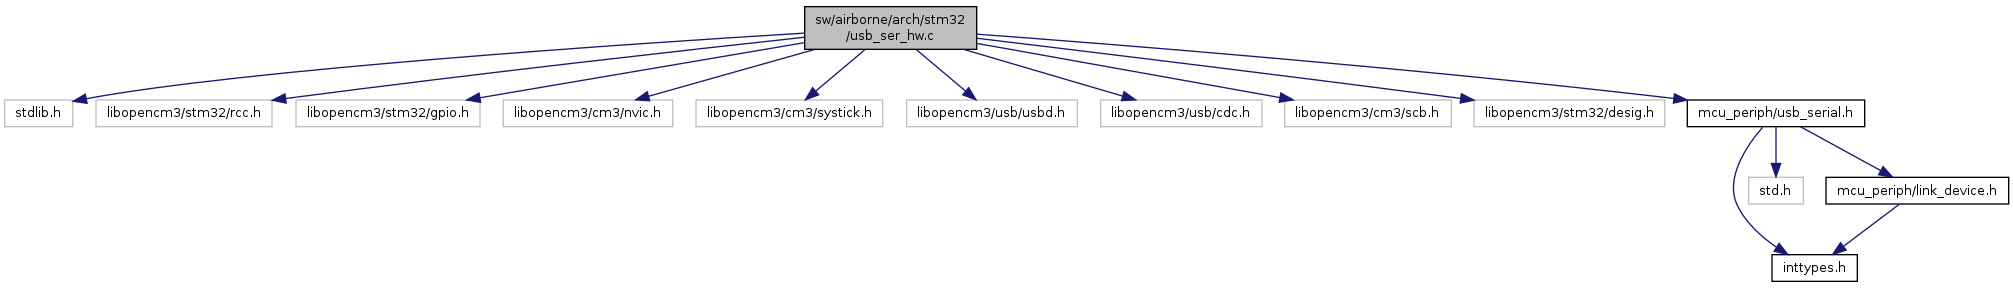 sw/airborne/arch/stm32
/usb_ser_hw.c
stdlib.h
libopencm3/stm32/rcc.h
libopencm3/stm32/gpio.h
libopencm3/cm3/nvic.h
libopencm3/cm3/systick.h
libopencm3/usb/usbd.h
libopencm3/usb/cdc.h
libopencm3/cm3/scb.h
libopencm3/stm32/desig.h
mcu_periph/usb_serial.h
std.h
mcu_periph/link_device.h
inttypes.h